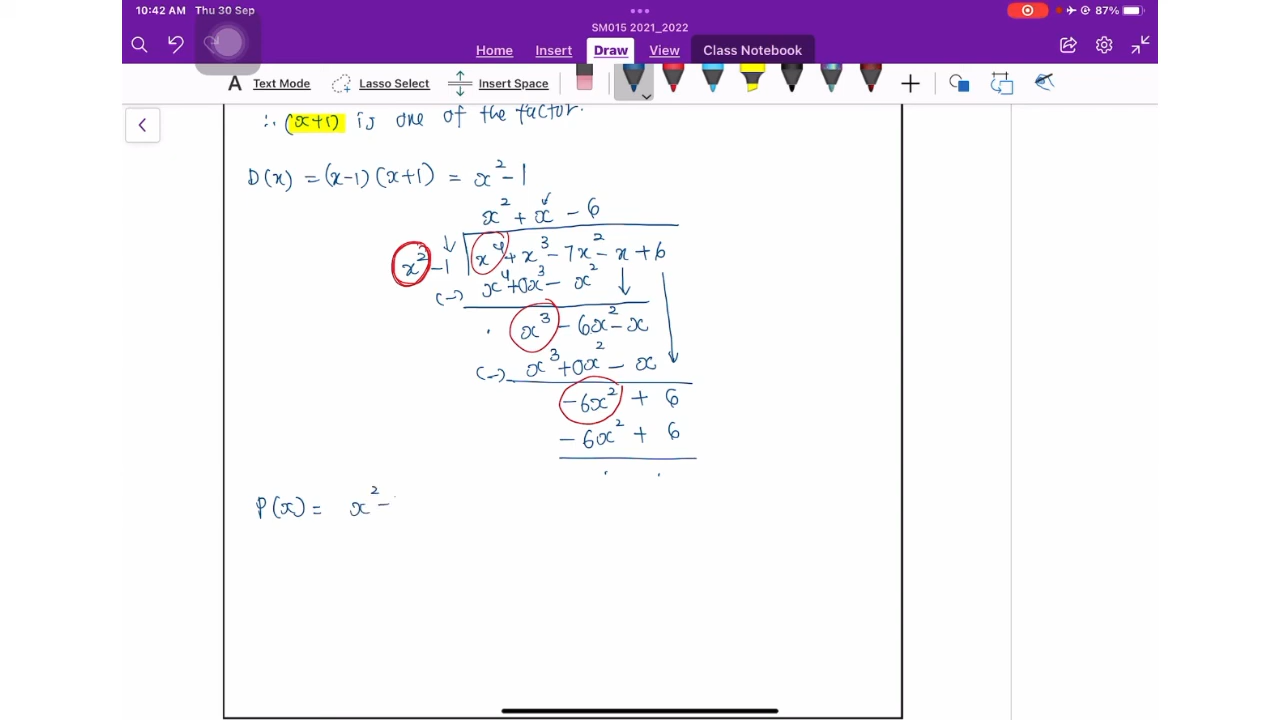 10:42 AM Thu 30 Sep
87%
SM015 2021_2022
Home Insert Draw View Class Notebook
A Text Mode Lasso Select Insert Space
∴ (x+1) is one of the factor.
D(x) = (x-1)(x+1) = x² - 1
x² + x - 6
x² - 1 x⁴ + x³ - 7x² - x + 6
(-) x⁴ + 0x³ - x²
x³ - 6x² - x
(-) x³ + 0x² - x
- 6x² + 6
- 6x² + 6
P(x) = x² -